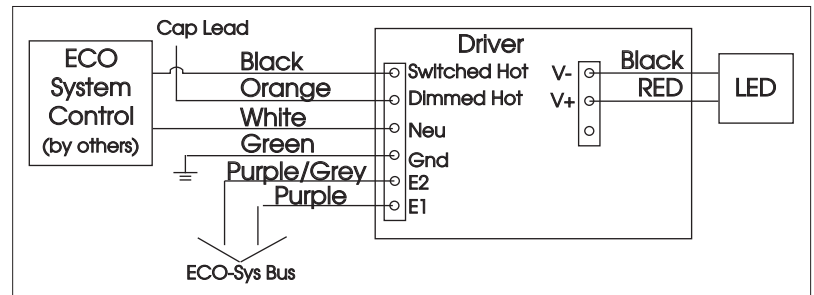 Cap Lead
ECO
System
Control
(by others)
Black
Orange
White
Green
Purple/Grey
Purple
ECO-Sys Bus
Driver
Switched Hot
Dimmed Hot
Neu
Gnd
E2
E1
V-
V+
Black
RED
LED